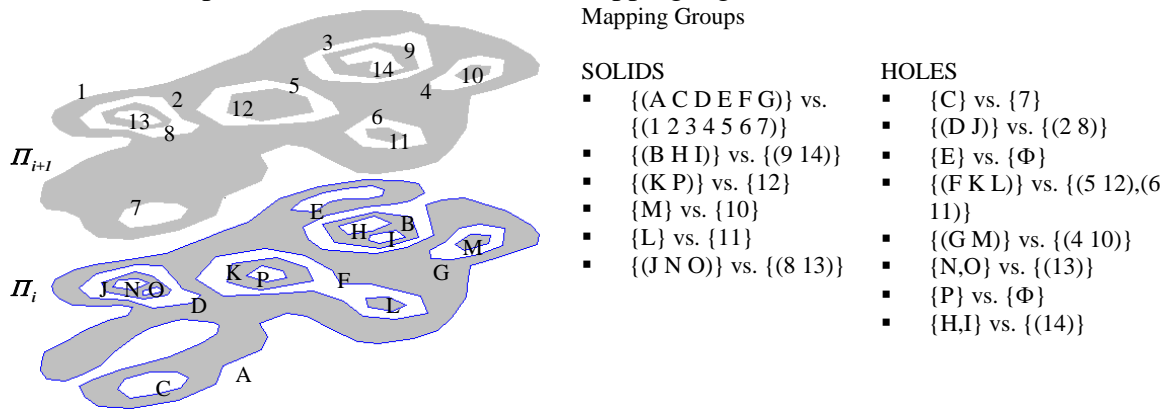 Mapping Groups
SOLIDS
▪ {(A C D E F G)} vs.
{(1 2 3 4 5 6 7)}
▪ {(B H I)} vs. {(9 14)}
▪ {(K P)} vs. {12}
▪ {M} vs. {10}
▪ {L} vs. {11}
▪ {(J N O)} vs. {(8 13)}
HOLES
▪ {C} vs. {7}
▪ {(D J)} vs. {(2 8)}
▪ {E} vs. {Φ}
▪ {(F K L)} vs. {(5 12),(6
11)}
▪ {(G M)} vs. {(4 10)}
▪ {N,O} vs. {(13)}
▪ {P} vs. {Φ}
▪ {H,I} vs. {(14)}
3
9
14
10
1
2
5
4
12
13
8
6
11
Πi+1
7
E
H
B
I
M
K
P
F
G
Πi
J
N
O
D
L
A
C